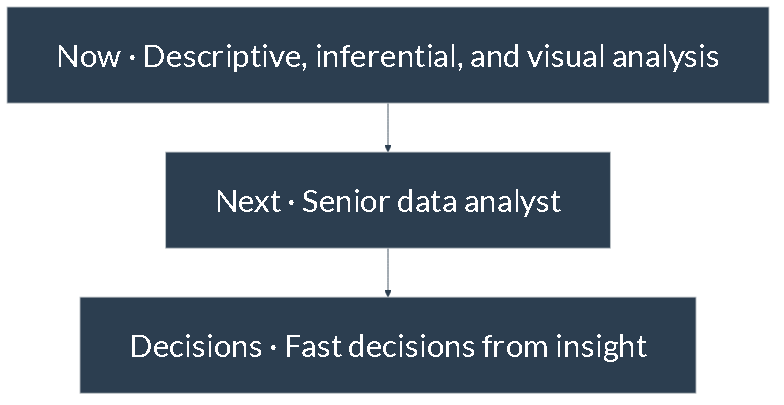 Now · Descriptive, inferential, and visual analysis
Next · Senior data analyst
Decisions · Fast decisions from insight